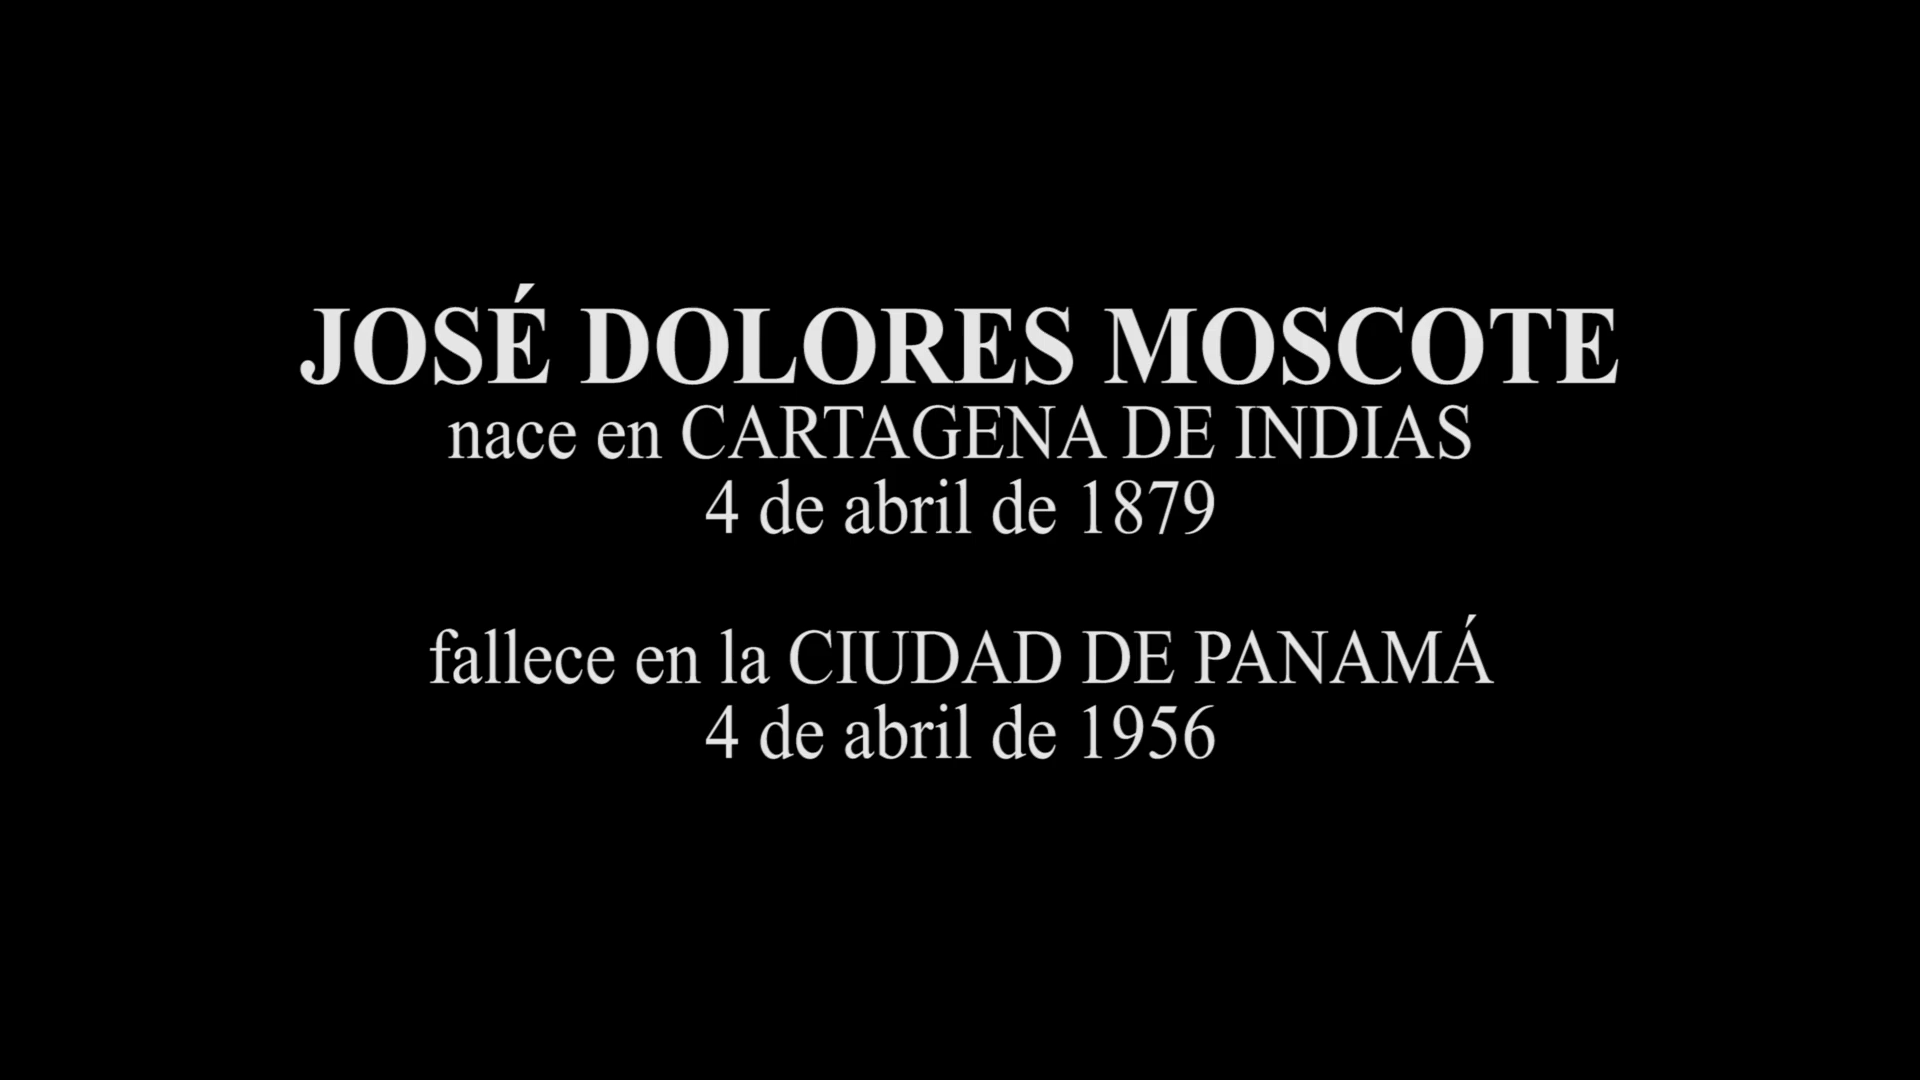 JOSÉ DOLORES MOSCOTE
nace en CARTAGENA DE INDIAS
4 de abril de 1879
fallece en la CIUDAD DE PANAMÁ
4 de abril de 1956